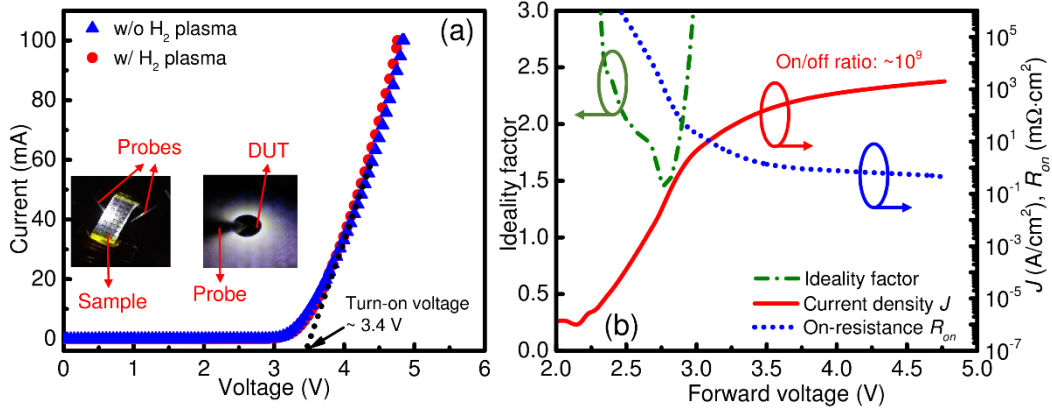 (a)
w/o H2 plasma
w/ H2 plasma
Probes
DUT
Sample
Probe
Turn-on voltage
~ 3.4 V
100
80
60
40
20
0
Current (mA)
0 1 2 3 4 5 6
Voltage (V)
3.0
2.5
2.0
1.5
1.0
0.5
0.0
Ideality factor
On/off ratio: ~10^9
Ideality factor
Current density J
On-resistance R_on
(b)
2.0 2.5 3.0 3.5 4.0 4.5 5.0
Forward voltage (V)
10^5
10^3
10^1
10^-1
10^-3
10^-5
10^-7
J (A/cm^2), R_on (mΩ·cm^2)